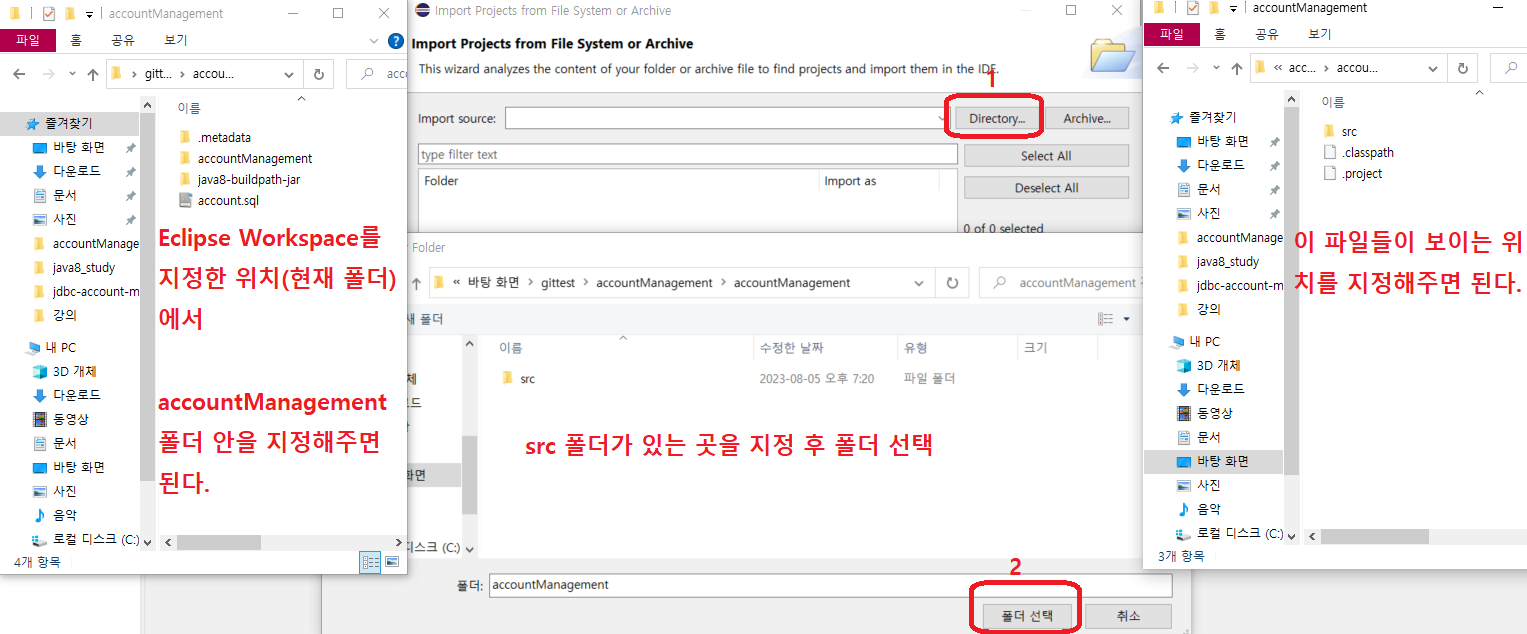 accountManagement
파일
홈
공유
보기
gitt...
accou...
acco
즐겨찾기
바탕 화면
다운로드
문서
사진
accountManage
java8_study
jdbc-account-m
강의
내 PC
3D 개체
다운로드
동영상
문서
바탕 화면
사진
음악
로컬 디스크 (C:)
4개 항목
이름
.metadata
accountManagement
java8-buildpath-jar
account.sql
Eclipse Workspace를
지정한 위치(현재 폴더)
에서
accountManagement
폴더 안을 지정해주면
된다.
Import Projects from File System or Archive
Import Projects from File System or Archive
This wizard analyzes the content of your folder or archive file to find projects and import them in the IDE.
1
Import source:
Directory...
Archive...
type filter text
Select All
Folder
Import as
Deselect All
0 of 0 selected
Folder
« 바탕 화면 > gittest > accountManagement > accountManagement
accountManagement
새 폴더
이름
수정한 날짜
유형
크기
src
2023-08-05 오후 7:20
파일 폴더
src 폴더가 있는 곳을 지정 후 폴더 선택
화면
디스크 (C:)
폴더:
accountManagement
2
폴더 선택
취소
accountManagement
파일
홈
공유
보기
« acc...
accou...
즐겨찾기
바탕 화면
다운로드
문서
사진
accountManage
java8_study
jdbc-account-m
강의
내 PC
3D 개체
다운로드
동영상
문서
바탕 화면
사진
음악
로컬 디스크 (C:)
3개 항목
이름
src
.classpath
.project
이 파일들이 보이는 위
치를 지정해주면 된다.